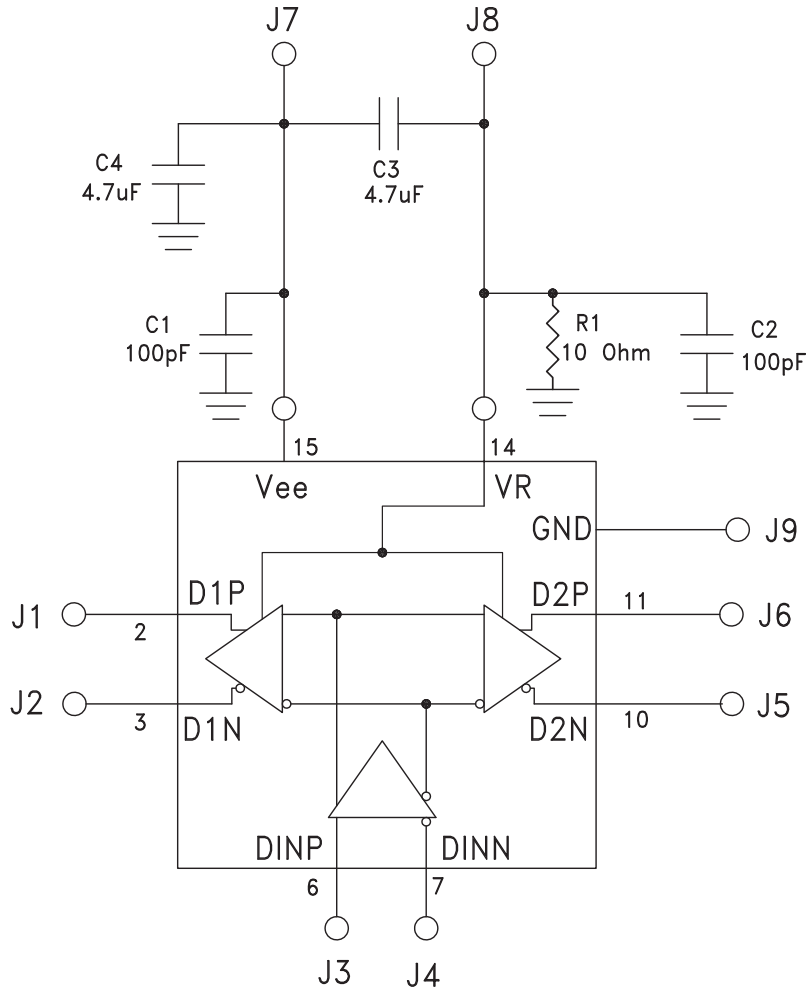 J7
J8
C4
4.7uF
C3
4.7uF
C1
100pF
R1
10 Ohm
C2
100pF
15
14
Vee
VR
GND
J9
D1P
D2P
J1
2
11
J6
J2
3
10
J5
D1N
D2N
DINP
DINN
6
7
J3
J4